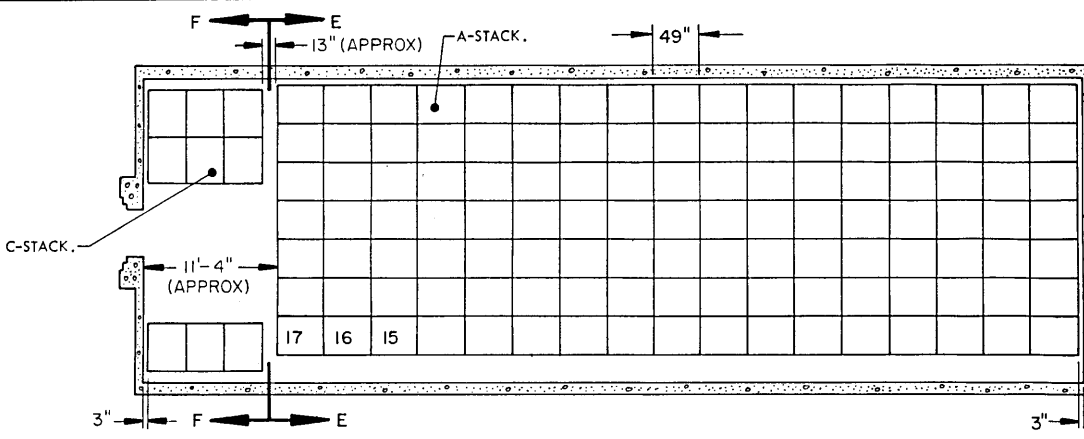 F E
13" (APPROX)
A-STACK.
49"
C-STACK.
11'-4"
(APPROX)
17 16 15
3" F E 3"